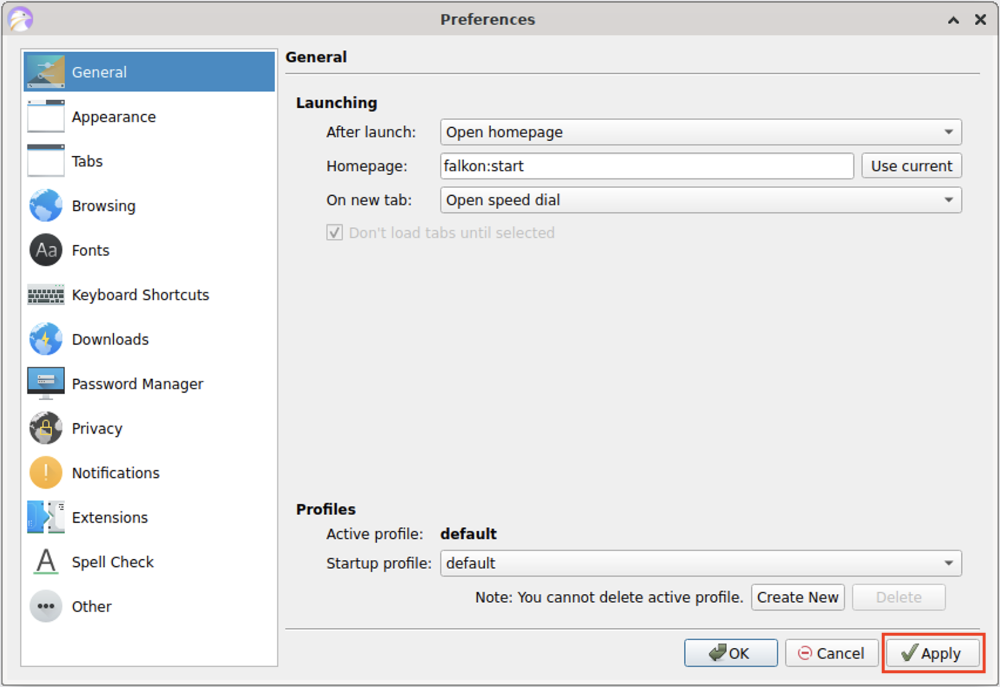 Preferences
General
Appearance
Tabs
Browsing
Aa Fonts
Keyboard Shortcuts
Downloads
Password Manager
Privacy
Notifications
Extensions
A Spell Check
Other
General
Launching
After launch: Open homepage
Homepage: falkon:start Use current
On new tab: Open speed dial
Don't load tabs until selected
Profiles
Active profile: default
Startup profile: default
Note: You cannot delete active profile. Create New Delete
OK Cancel Apply